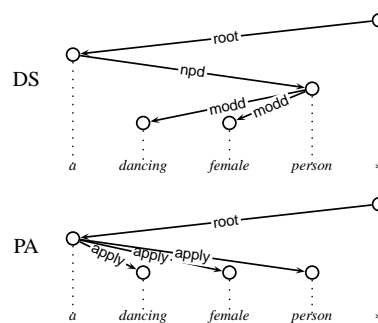 root
npd
DS
modd modd
a dancing female person *
root
PA
apply apply apply
a dancing female person *